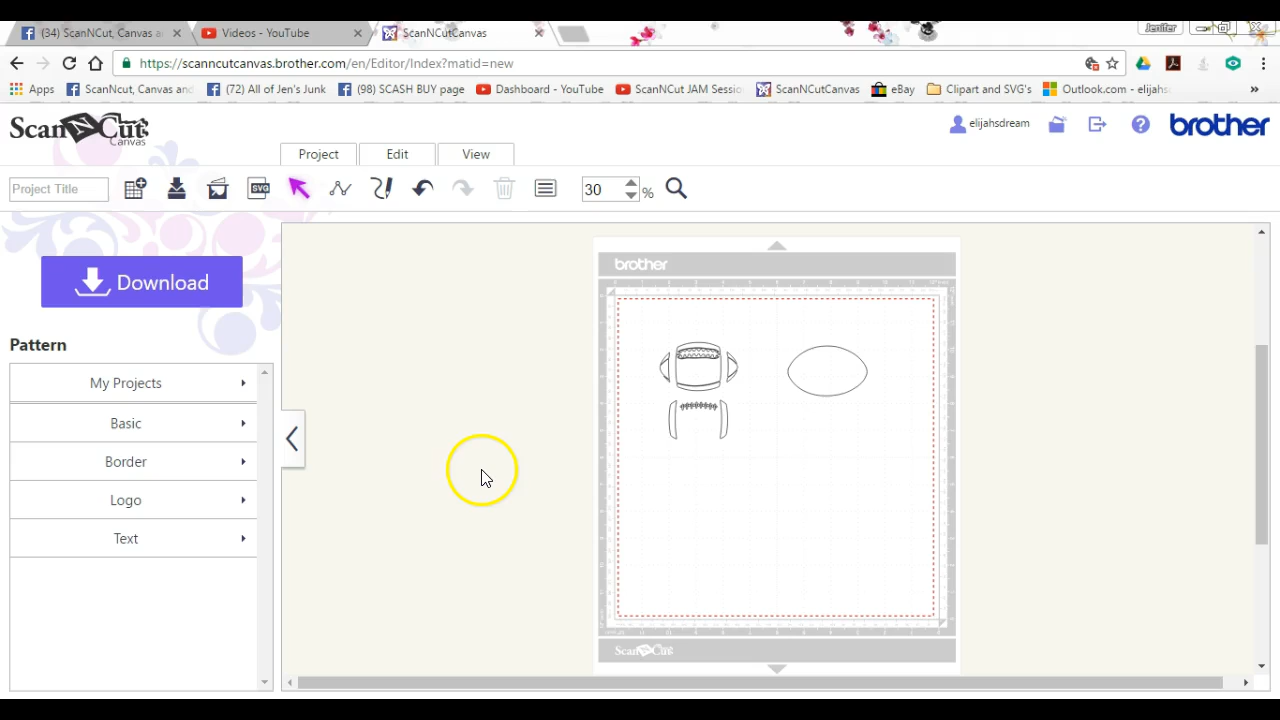 (34) ScanNCut, Canvas a
Videos - YouTube
ScanNCutCanvas
Jenifer
https://scanncutcanvas.brother.com/en/Editor/Index?matid=new
Apps
ScanNcut, Canvas and
(72) All of Jen's Junk
(98) SCASH BUY page
Dashboard - YouTube
ScanNCut JAM Sessio
ScanNCutCanvas
eBay
Clipart and SVG's
Outlook.com - elijahs
ScanNCut
Canvas
elijahsdream
brother
Project
Edit
View
Project Title
SVG
30
%
Download
Pattern
My Projects
Basic
Border
Logo
Text
brother
ScanNCut